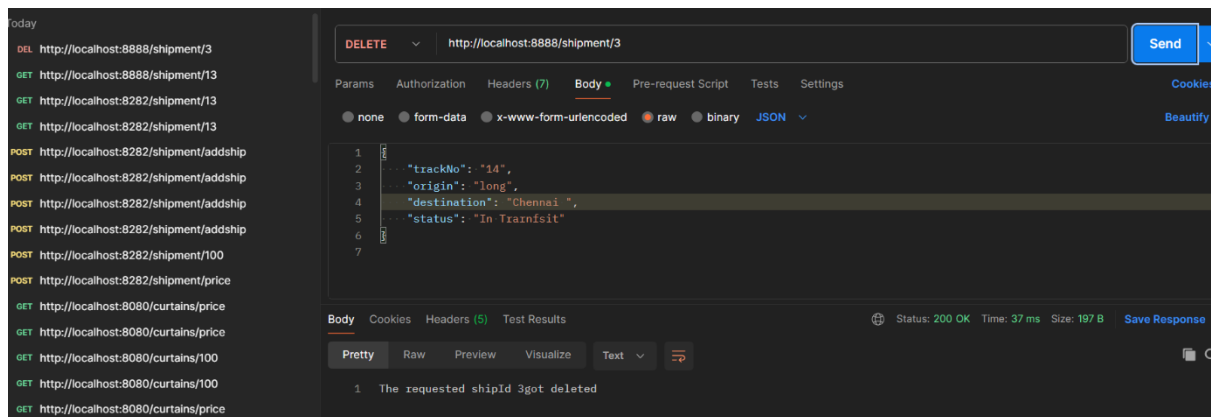 Today
DEL http://localhost:8888/shipment/3
GET http://localhost:8888/shipment/13
GET http://localhost:8282/shipment/13
GET http://localhost:8282/shipment/13
POST http://localhost:8282/shipment/addship
POST http://localhost:8282/shipment/addship
POST http://localhost:8282/shipment/addship
POST http://localhost:8282/shipment/addship
POST http://localhost:8282/shipment/100
POST http://localhost:8282/shipment/price
GET http://localhost:8080/curtains/price
GET http://localhost:8080/curtains/price
GET http://localhost:8080/curtains/100
GET http://localhost:8080/curtains/100
GET http://localhost:8080/curtains/price
DELETE http://localhost:8888/shipment/3 Send
Params Authorization Headers (7) Body Pre-request Script Tests Settings Cookies
none form-data x-www-form-urlencoded raw binary JSON Beautify
1 {
2 "trackNo": "14",
3 "origin": "long",
4 "destination": "Chennai ",
5 "status": "In Trarnfsit"
6 }
7
Body Cookies Headers (5) Test Results Status: 200 OK Time: 37 ms Size: 197 B Save Response
Pretty Raw Preview Visualize Text
1 The requested shipId 3got deleted